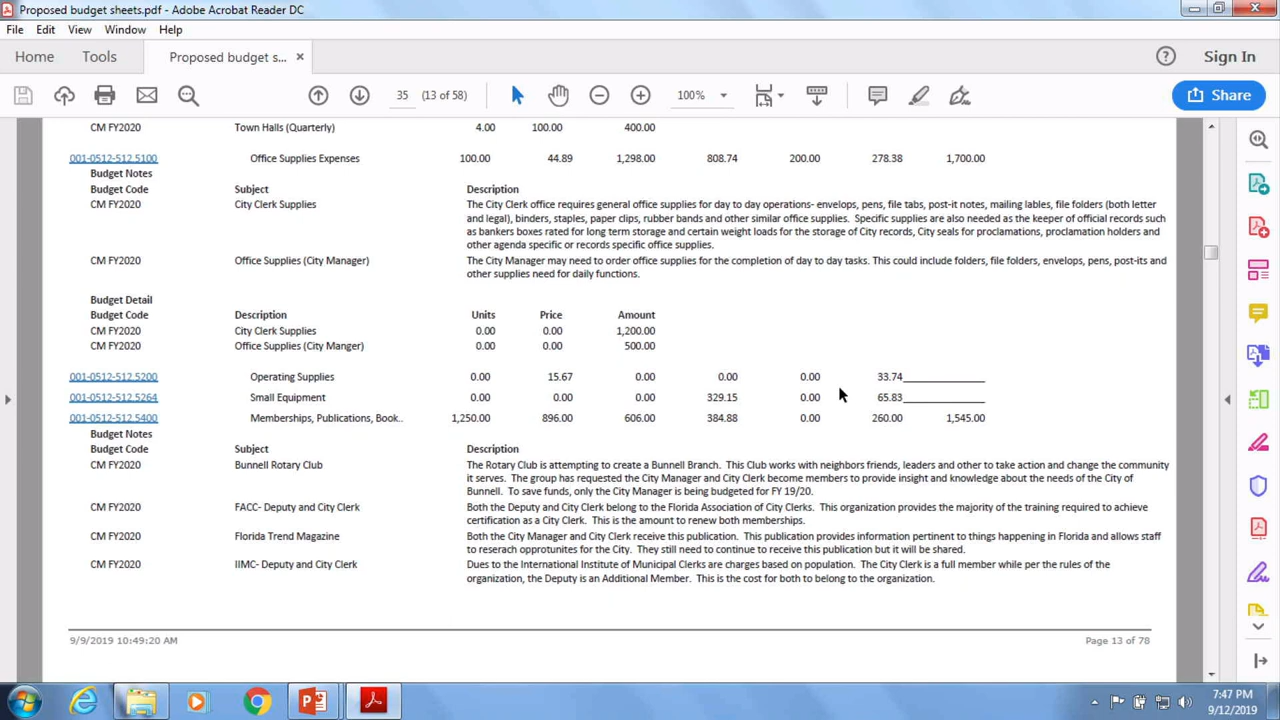 Proposed budget sheets.pdf - Adobe Acrobat Reader DC
File Edit View Window Help
Home Tools Proposed budget s... × Sign In
35 (13 of 58) 100% Share
CM FY2020 Town Halls (Quarterly) 4.00 100.00 400.00
001-0512-512.5100 Office Supplies Expenses 100.00 44.89 1,298.00 808.74 200.00 278.38 1,700.00
Budget Notes
Budget Code Subject Description
CM FY2020 City Clerk Supplies The City Clerk office requires general office supplies for day to day operations- envelops, pens, file tabs, post-it notes, mailing lables, file folders (both letter
and legal), binders, staples, paper clips, rubber bands and other similar office supplies. Specific supplies are also needed as the keeper of official records such
as bankers boxes rated for long term storage and certain weight loads for the storage of City records, City seals for proclamations, proclamation holders and
other agenda specific or records specific office supplies.
CM FY2020 Office Supplies (City Manager) The City Manager may need to order office supplies for the completion of day to day tasks. This could include folders, file folders, envelops, pens, post-its and
other supplies need for daily functions.
Budget Detail
Budget Code Description Units Price Amount
CM FY2020 City Clerk Supplies 0.00 0.00 1,200.00
CM FY2020 Office Supplies (City Manger) 0.00 0.00 500.00
001-0512-512.5200 Operating Supplies 0.00 15.67 0.00 0.00 0.00 33.74
001-0512-512.5264 Small Equipment 0.00 0.00 0.00 329.15 0.00 65.83
001-0512-512.5400 Memberships, Publications, Book.. 1,250.00 896.00 606.00 384.88 0.00 260.00 1,545.00
Budget Notes
Budget Code Subject Description
CM FY2020 Bunnell Rotary Club The Rotary Club is attempting to create a Bunnell Branch. This Club works with neighbors friends, leaders and other to take action and change the community
it serves. The group has requested the City Manager and City Clerk become members to provide insight and knowledge about the needs of the City of
Bunnell. To save funds, only the City Manager is being budgeted for FY 19/20.
CM FY2020 FACC- Deputy and City Clerk Both the Deputy and City Clerk belong to the Florida Association of City Clerks. This organization provides the majority of the training required to achieve
certification as a City Clerk. This is the amount to renew both memberships.
CM FY2020 Florida Trend Magazine Both the City Manager and City Clerk receive this publication. This publication provides information pertinent to things happening in Florida and allows staff
to reserach opprotunites for the City. They still need to continue to receive this publication but it will be shared.
CM FY2020 IIMC- Deputy and City Clerk Dues to the International Institute of Municipal Clerks are charges based on population. The City Clerk is a full member while per the rules of the
organization, the Deputy is an Additional Member. This is the cost for both to belong to the organization.
9/9/2019 10:49:20 AM Page 13 of 78
7:47 PM
9/12/2019